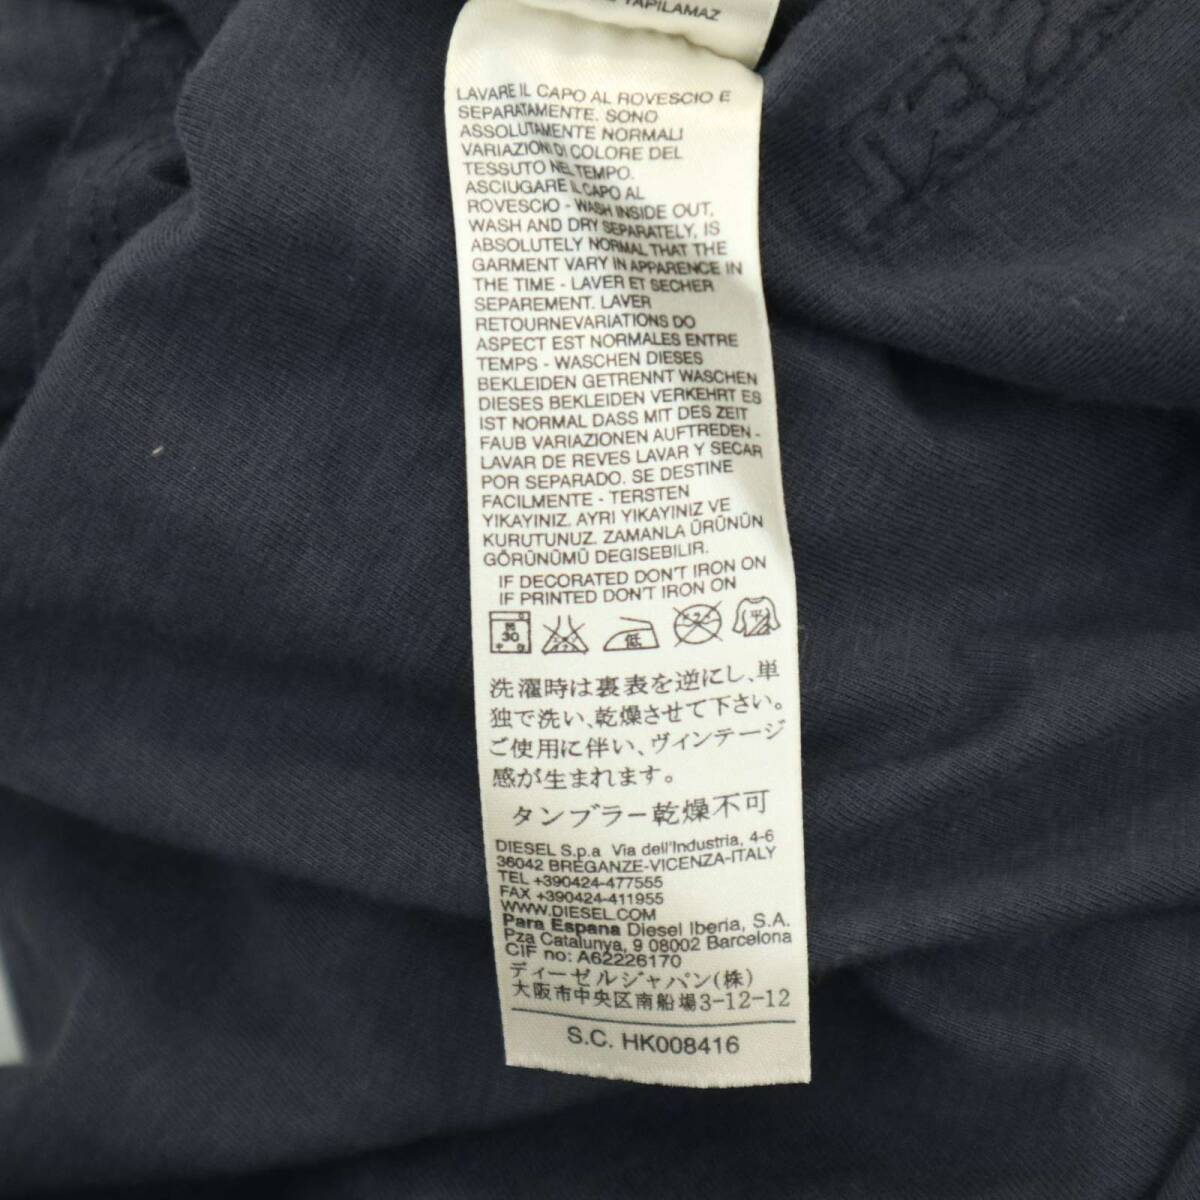 YAPILAMAZ
LAVARE IL CAPO AL ROVESCIO E
SEPARATAMENTE. SONO
ASSOLUTAMENTE NORMALI
VARIAZIONI DI COLORE DEL
TESSUTO NEL TEMPO.
ASCIUGARE IL CAPO AL
ROVESCIO - WASH INSIDE OUT.
WASH AND DRY SEPARATELY. IS
ABSOLUTELY NORMAL THAT THE
GARMENT VARY IN APPARENCE IN
THE TIME - LAVER ET SECHER
SEPAREMENT. LAVER
RETOURNEVARIATIONS DO
ASPECT EST NORMALES ENTRE
TEMPS - WASCHEN DIESES
BEKLEIDEN GETRENNT WASCHEN
DIESES BEKLEIDEN VERKEHRT ES
IST NORMAL DASS MIT DES ZEIT
FAUB VARIAZIONEN AUFTREDEN -
LAVAR DE REVES LAVAR Y SECAR
POR SEPARADO. SE DESTINE
FACILMENTE - TERSTEN
YIKAYINIZ. AYRI YIKAYINIZ VE
KURUTUNUZ. ZAMANLA ÜRÜNÜN
GÖRÜNÜMÜ DEGISEBILIR.
IF DECORATED DON'T IRON ON
IF PRINTED DON'T IRON ON
30 低 平
洗濯時は裏表を逆にし、単
独で洗い、乾燥させて下さい。
ご使用に伴い、ヴィンテージ
感が生まれます。
タンブラー乾燥不可
DIESEL S.p.a Via dell'Industria, 4-6
36042 BREGANZE-VICENZA-ITALY
TEL +390424-477555
FAX +390424-411955
WWW.DIESEL.COM
Para Espana Diesel Iberia, S.A.
Pza Catalunya, 9 08002 Barcelona
CIF no: A62226170
ディーゼルジャパン(株)
大阪市中央区南船場3-12-12
S.C. HK008416